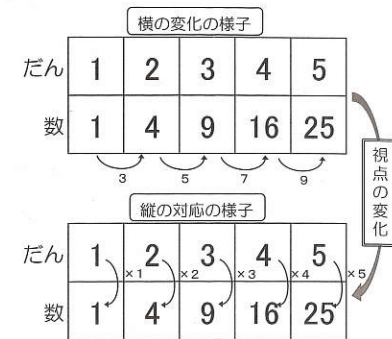 横の変化の様子
だん 1 2 3 4 5
数 1 4 9 16 25
3 5 7 9
視点の変化
縦の対応の様子
だん 1 2 3 4 5
×1 ×2 ×3 ×4 ×5
数 1 4 9 16 25